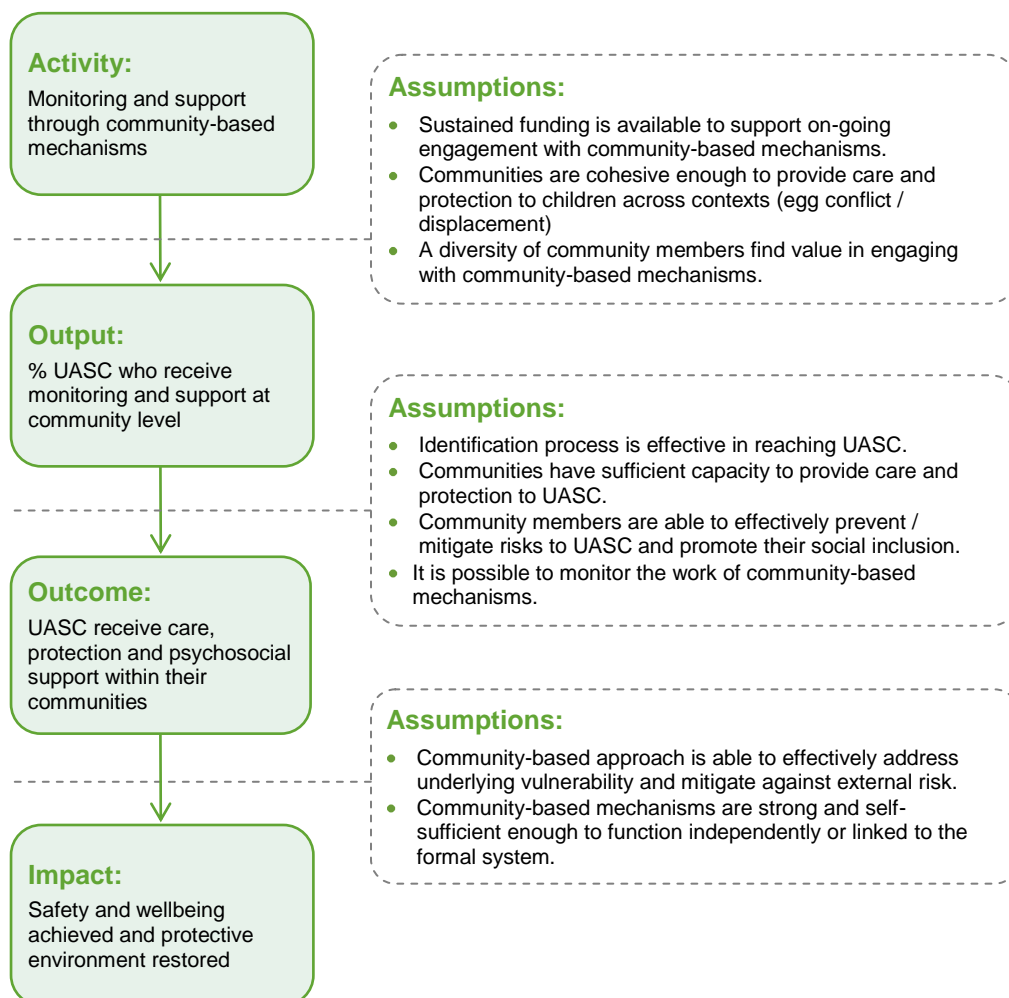 Activity:
Monitoring and support
through community-based
mechanisms
Assumptions:
• Sustained funding is available to support on-going
engagement with community-based mechanisms.
• Communities are cohesive enough to provide care and
protection to children across contexts (egg conflict /
displacement)
• A diversity of community members find value in engaging
with community-based mechanisms.
Output:
% UASC who receive
monitoring and support at
community level
Assumptions:
• Identification process is effective in reaching UASC.
• Communities have sufficient capacity to provide care and
protection to UASC.
• Community members are able to effectively prevent /
mitigate risks to UASC and promote their social inclusion.
• It is possible to monitor the work of community-based
mechanisms.
Outcome:
UASC receive care,
protection and psychosocial
support within their
communities
Assumptions:
• Community-based approach is able to effectively address
underlying vulnerability and mitigate against external risk.
• Community-based mechanisms are strong and self-
sufficient enough to function independently or linked to the
formal system.
Impact:
Safety and wellbeing
achieved and protective
environment restored